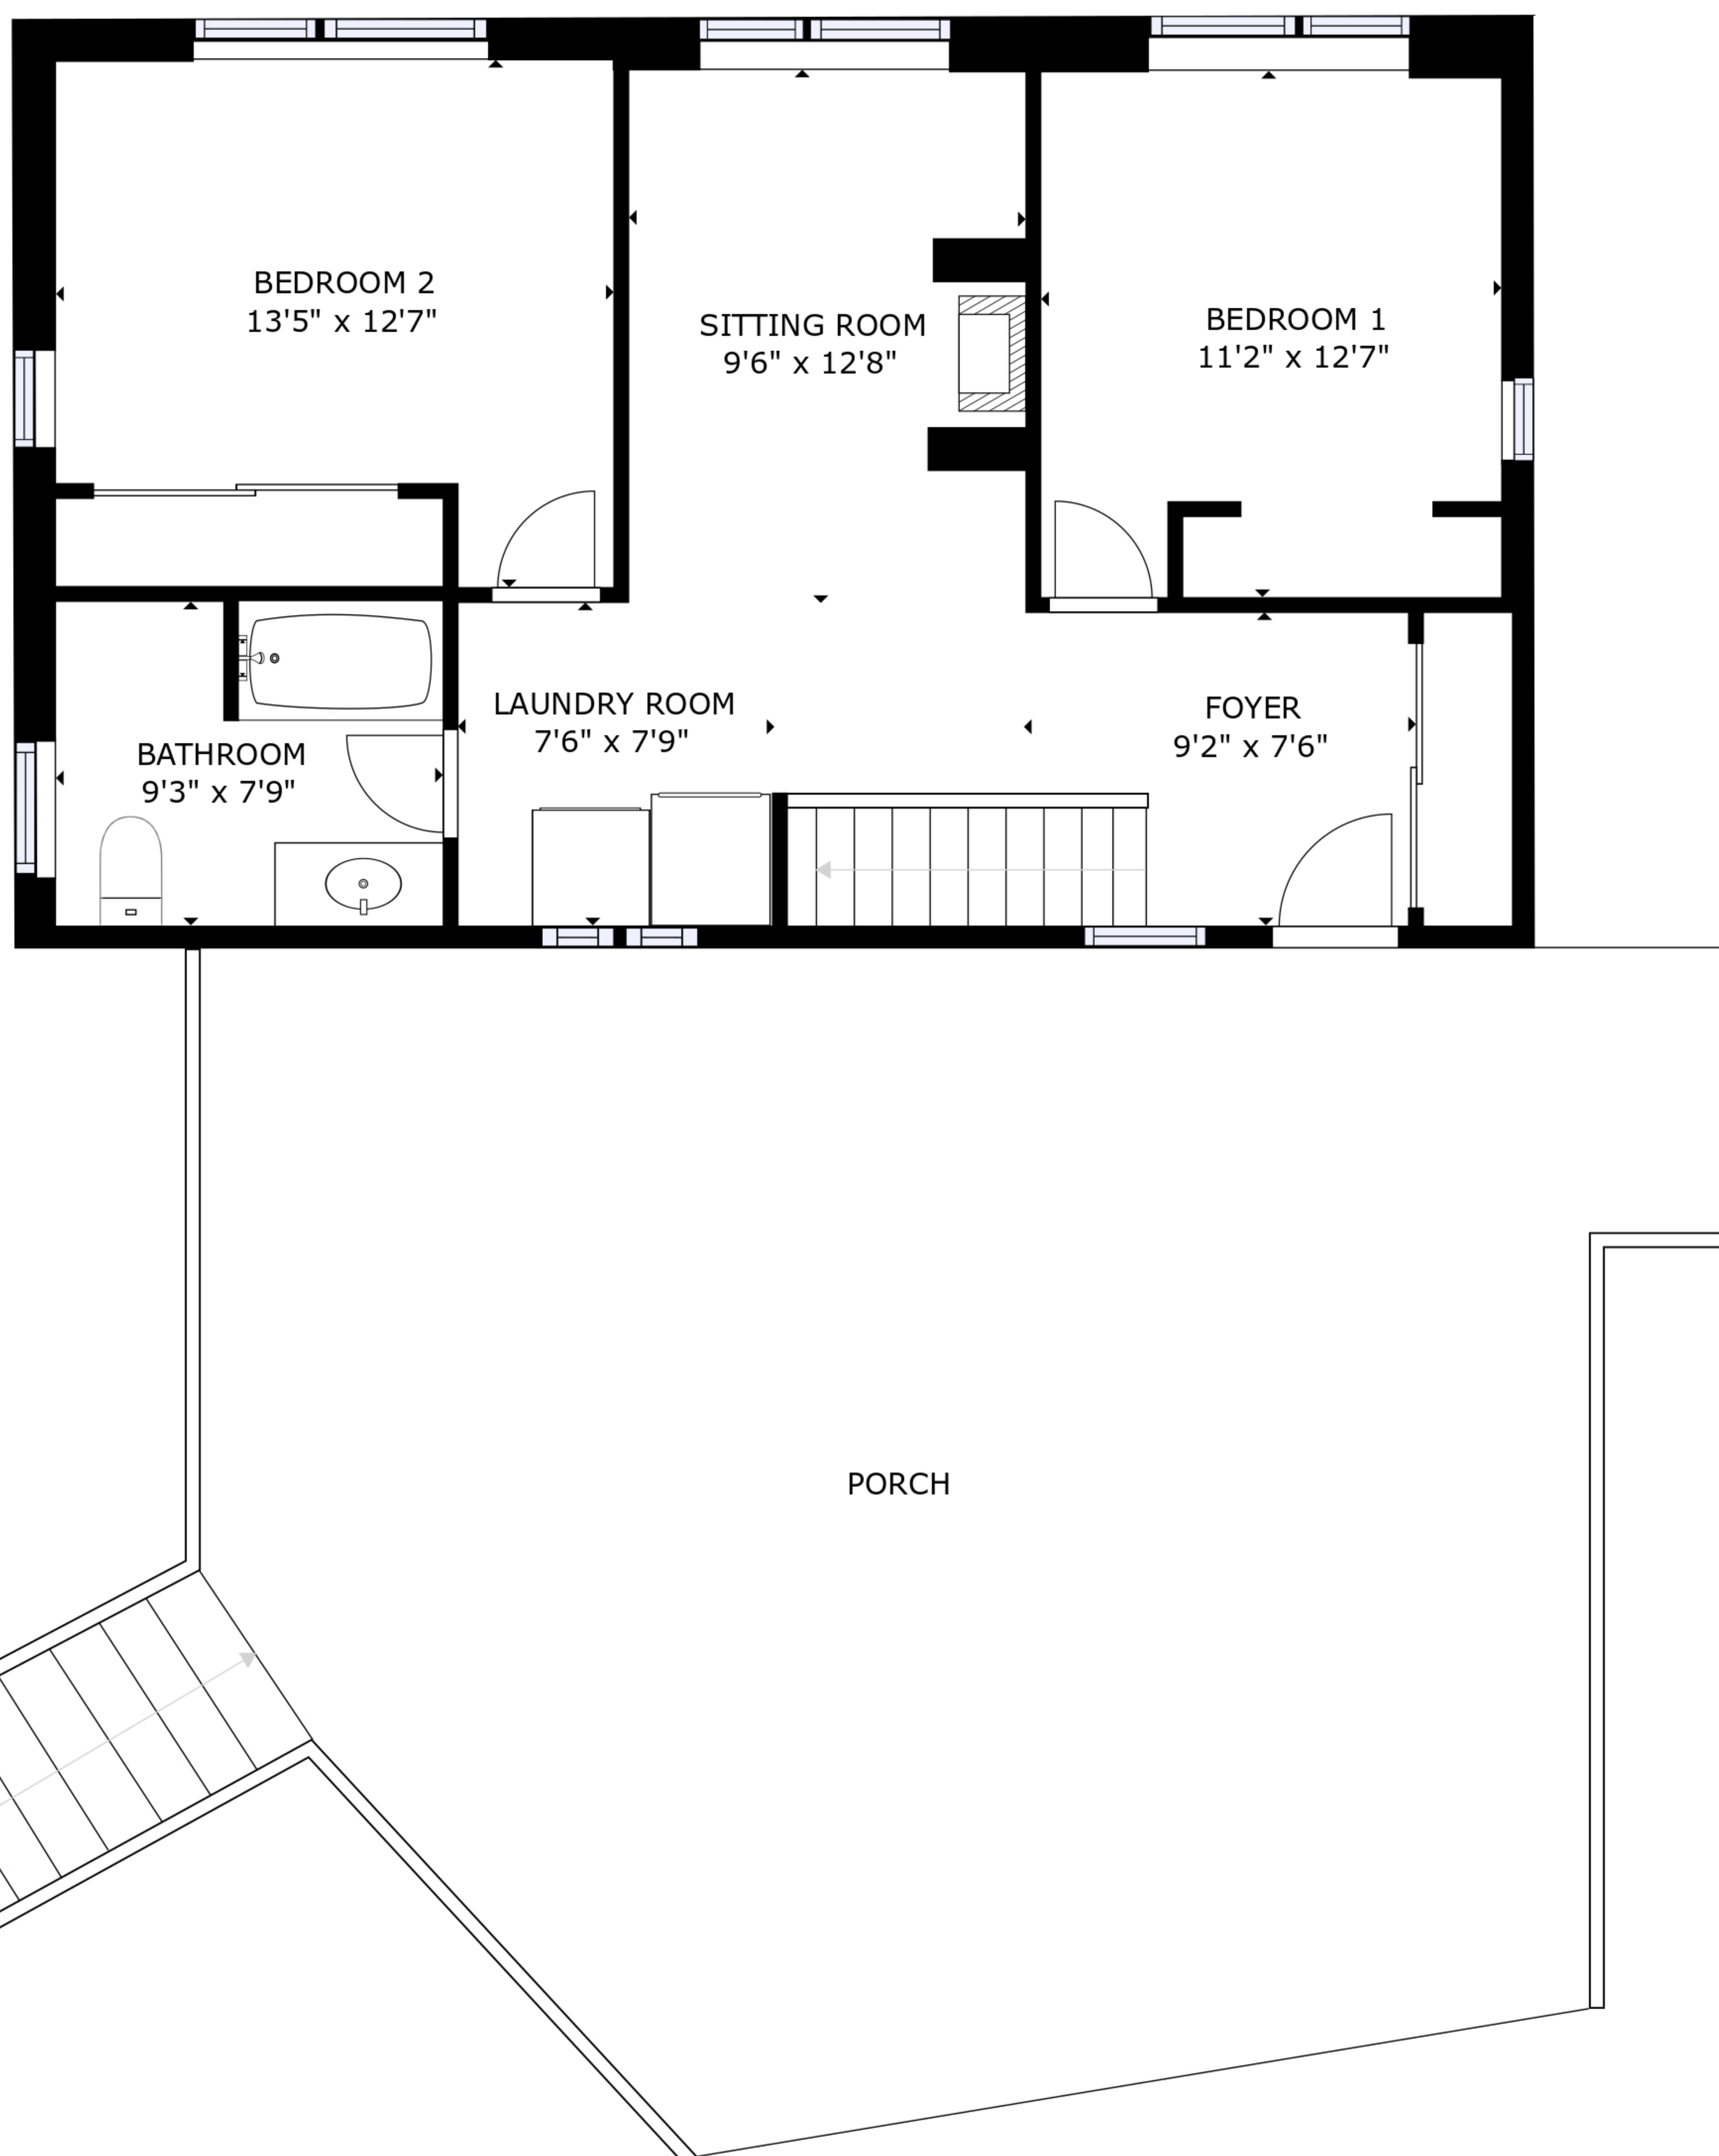 BEDROOM 2
13'5" x 12'7"
SITTING ROOM
9'6" x 12'8"
BEDROOM 1
11'2" x 12'7"
LAUNDRY ROOM
7'6" x 7'9"
FOYER
9'2" x 7'6"
BATHROOM
9'3" x 7'9"
PORCH